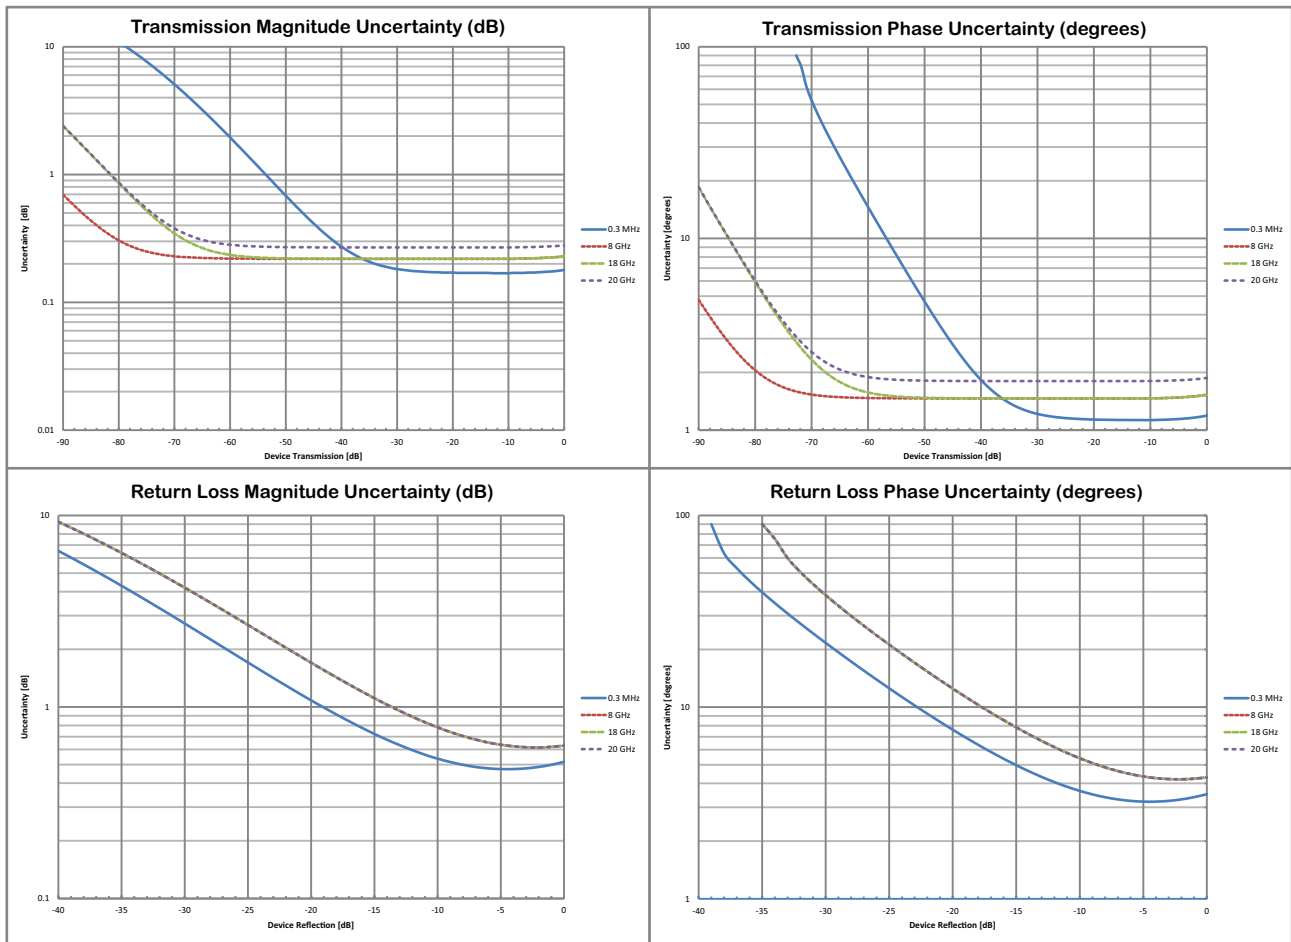 Transmission Magnitude Uncertainty (dB)
10
1
0.1
0.01
Uncertainty [dB]
-90 -80 -70 -60 -50 -40 -30 -20 -10 0
Device Transmission [dB]
0.3 MHz
8 GHz
18 GHz
20 GHz
Transmission Phase Uncertainty (degrees)
100
10
1
Uncertainty [degrees]
-90 -80 -70 -60 -50 -40 -30 -20 -10 0
Device Transmission [dB]
0.3 MHz
8 GHz
18 GHz
20 GHz
Return Loss Magnitude Uncertainty (dB)
10
1
0.1
Uncertainty [dB]
-40 -35 -30 -25 -20 -15 -10 -5 0
Device Reflection [dB]
0.3 MHz
8 GHz
18 GHz
20 GHz
Return Loss Phase Uncertainty (degrees)
100
10
1
Uncertainty [degrees]
-40 -35 -30 -25 -20 -15 -10 -5 0
Device Reflection [dB]
0.3 MHz
8 GHz
18 GHz
20 GHz